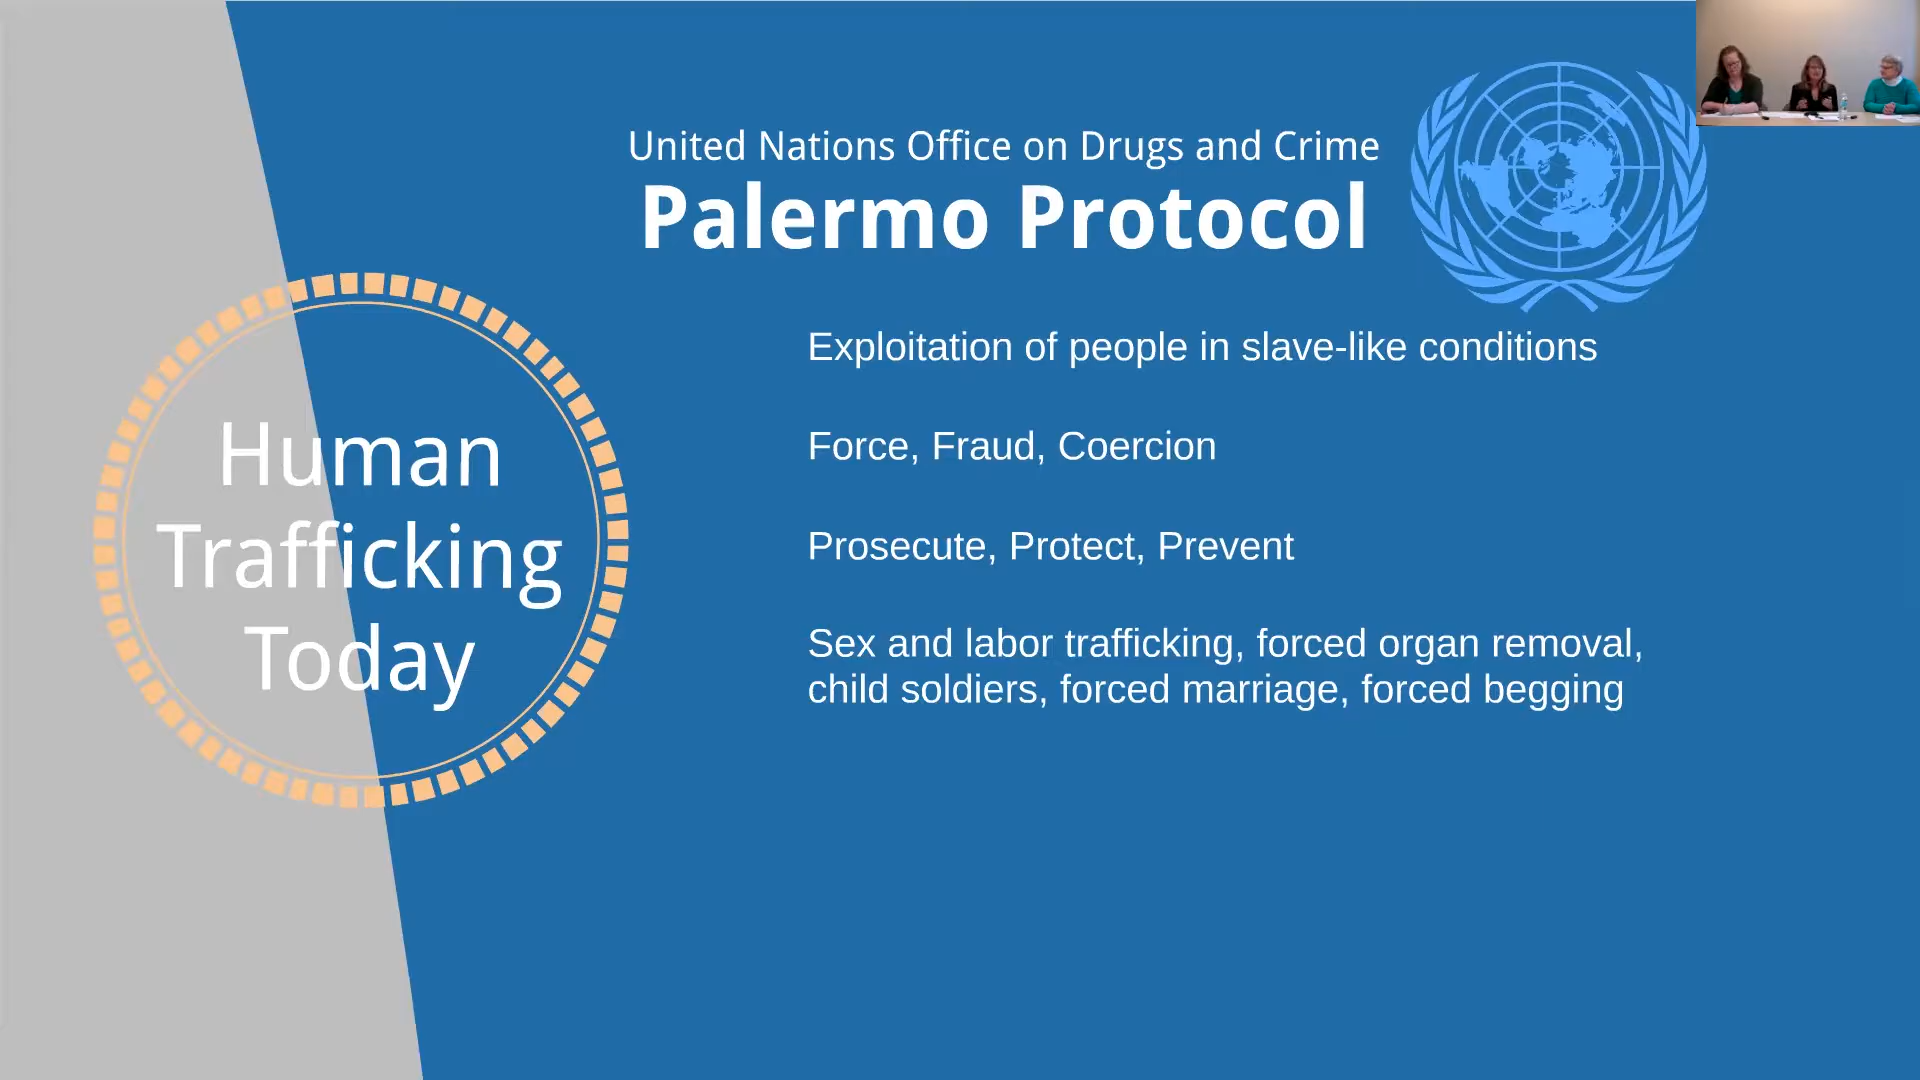 United Nations Office on Drugs and Crime
Palermo Protocol
Human
Trafficking
Today
Exploitation of people in slave-like conditions
Force, Fraud, Coercion
Prosecute, Protect, Prevent
Sex and labor trafficking, forced organ removal,
child soldiers, forced marriage, forced begging